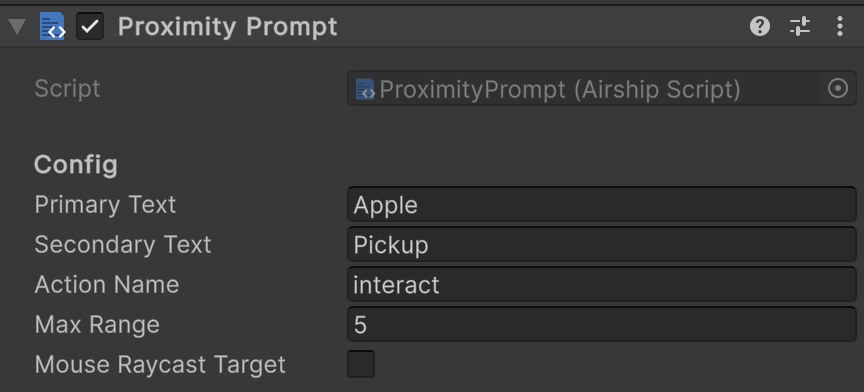 Proximity Prompt
Script ProximityPrompt (Airship Script)
Config
Primary Text Apple
Secondary Text Pickup
Action Name interact
Max Range 5
Mouse Raycast Target